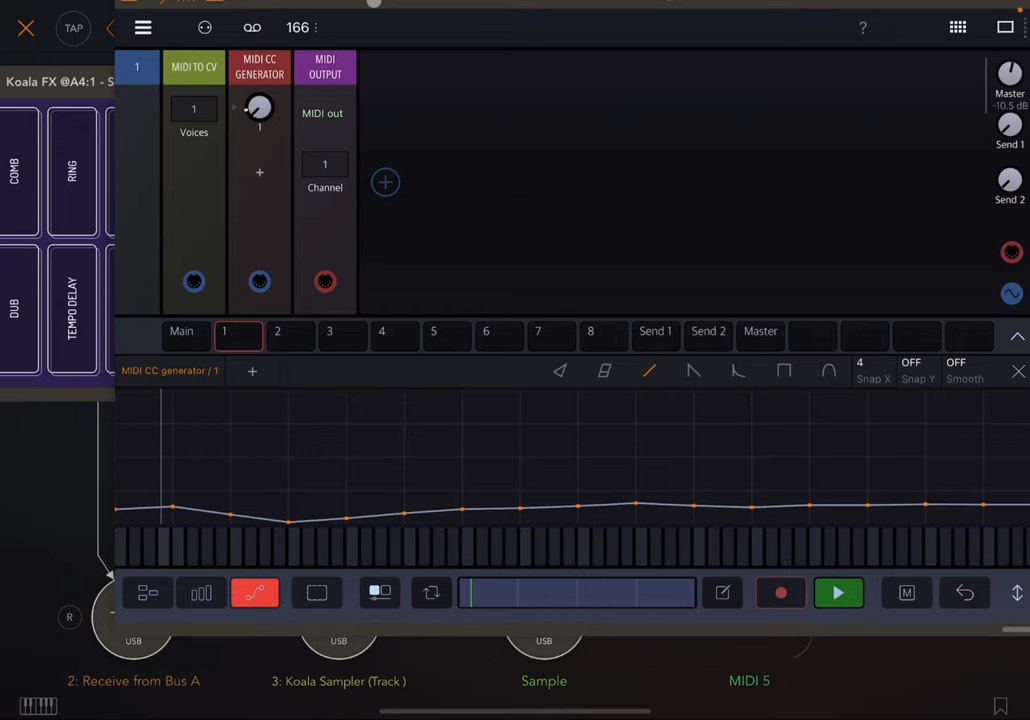 TAP
166
?
Koala FX @A4:1 - S
COMB
RING
DUB
TEMPO DELAY
1
MIDI TO CV
MIDI CC
GENERATOR
MIDI
OUTPUT
1
Voices
1
+
MIDI out
1
Channel
Master
-10.5 dB
Send 1
Send 2
Main
1
2
3
4
5
6
7
8
Send 1
Send 2
Master
MIDI CC generator / 1
+
4
Snap X
OFF
Snap Y
OFF
Smooth
M
R
USB
USB
USB
2: Receive from Bus A
3: Koala Sampler (Track )
Sample
MIDI 5